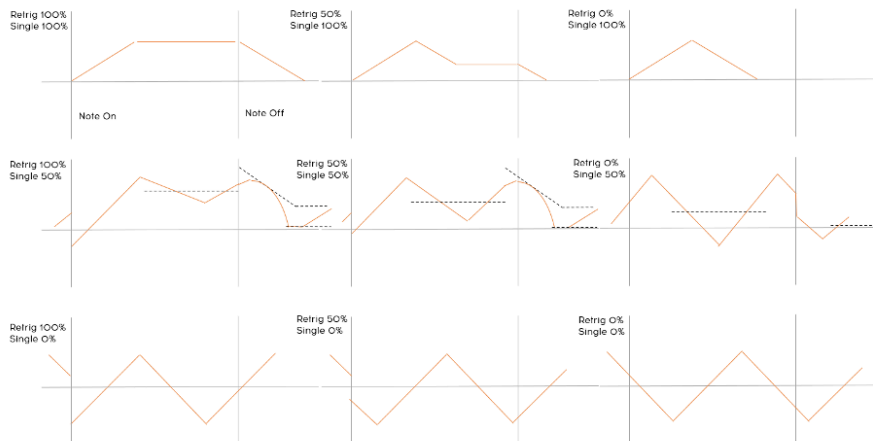 Retrig 100%
Single 100%
Retrig 50%
Single 100%
Retrig 0%
Single 100%
Note On
Note Off
Retrig 100%
Single 50%
Retrig 50%
Single 50%
Retrig 0%
Single 50%
Retrig 100%
Single 0%
Retrig 50%
Single 0%
Retrig 0%
Single 0%